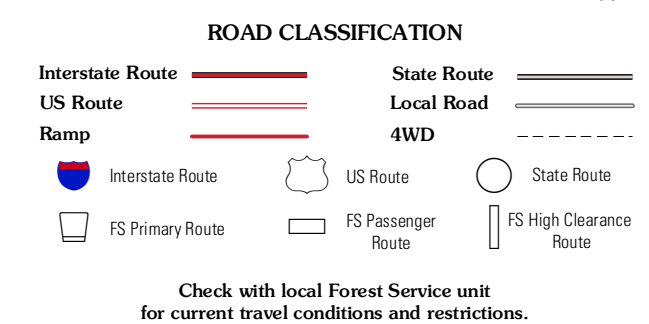 ROAD CLASSIFICATION
Interstate Route
State Route
US Route
Local Road
Ramp
4WD
Interstate Route
US Route
State Route
FS Primary Route
FS Passenger
Route
FS High Clearance
Route
Check with local Forest Service unit
for current travel conditions and restrictions.